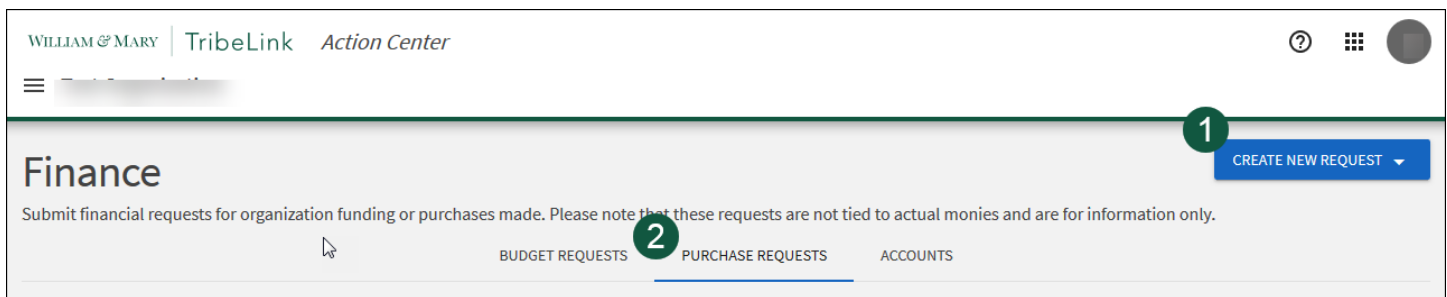 WILLIAM & MARY TribeLink Action Center
1
CREATE NEW REQUEST
Finance
Submit financial requests for organization funding or purchases made. Please note that these requests are not tied to actual monies and are for information only.
2
BUDGET REQUESTS PURCHASE REQUESTS ACCOUNTS